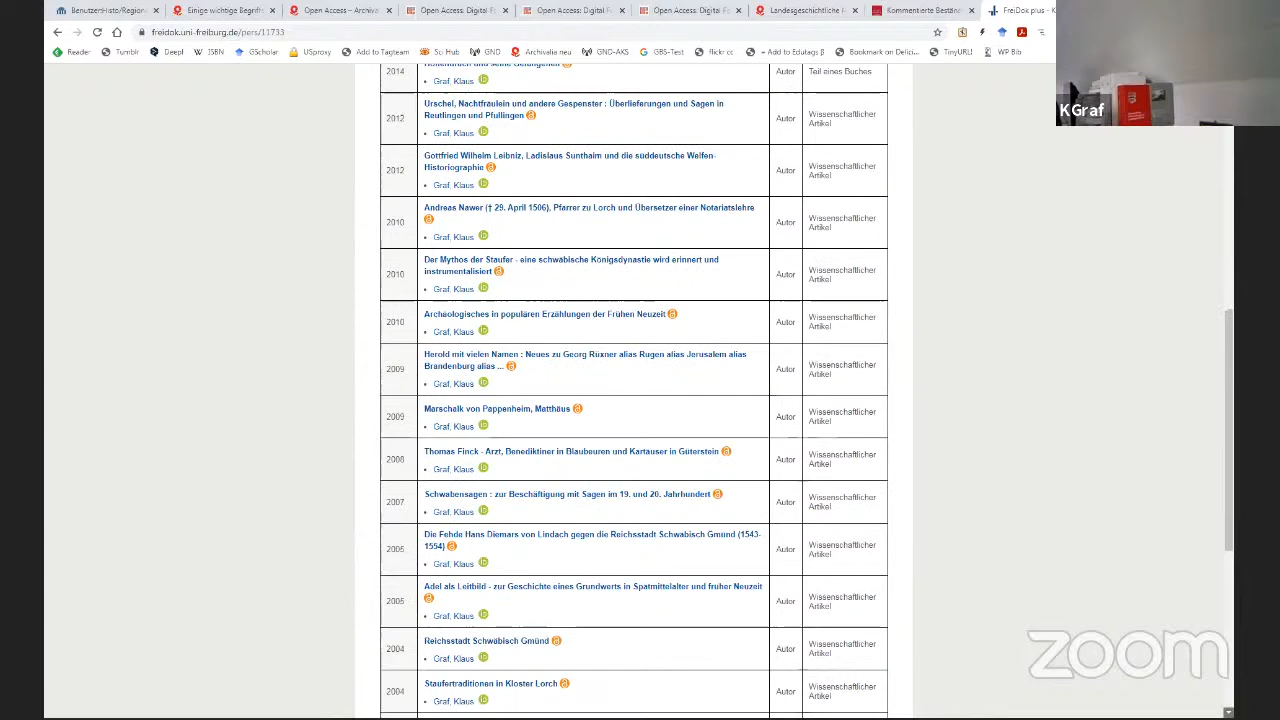 BenutzerHisto/Region
Einige wichtige Begriffs
Open Access – Archivalia
Open Access: Digital Fo
Open Access: Digital Fo
Open Access: Digital Fo
Landesgeschichtliche
Kommentierte Bestän
FreiDok plus - K
freidok.uni-freiburg.de/pers/11733
Reader
Tumblr
Deepl
ISBN
GScholar
USproxy
Add to Tagteam
Sci Hub
GND
Archivalia neu
GND-AKS
GBS-Test
flickr cc
+ Add to Edutags β
Bookmark on Delici...
TinyURL!
WP Bib
KGraf
2014
Graf, Klaus
Autor
Teil eines Buches
2012
Urschel, Nachtfräulein und andere Gespenster : Überlieferungen und Sagen in
Reutlingen und Pfullingen
Graf, Klaus
Autor
Wissenschaftlicher
Artikel
2012
Gottfried Wilhelm Leibniz, Ladislaus Sunthaim und die süddeutsche Welfen-
Historiographie
Graf, Klaus
Autor
Wissenschaftlicher
Artikel
2010
Andreas Nawer († 29. April 1506), Pfarrer zu Lorch und Übersetzer einer Notariatslehre
Graf, Klaus
Autor
Wissenschaftlicher
Artikel
2010
Der Mythos der Staufer - eine schwäbische Königsdynastie wird erinnert und
instrumentalisiert
Graf, Klaus
Autor
Wissenschaftlicher
Artikel
2010
Archäologisches in populären Erzählungen der Frühen Neuzeit
Graf, Klaus
Autor
Wissenschaftlicher
Artikel
2009
Herold mit vielen Namen : Neues zu Georg Rüxner alias Rugen alias Jerusalem alias
Brandenburg alias ...
Graf, Klaus
Autor
Wissenschaftlicher
Artikel
2009
Marschalk von Pappenheim, Matthäus
Graf, Klaus
Autor
Wissenschaftlicher
Artikel
2008
Thomas Finck - Arzt, Benediktiner in Blaubeuren und Kartäuser in Güterstein
Graf, Klaus
Autor
Wissenschaftlicher
Artikel
2007
Schwabensagen : zur Beschäftigung mit Sagen im 19. und 20. Jahrhundert
Graf, Klaus
Autor
Wissenschaftlicher
Artikel
Die Fehde Hans Diemars von Lindach gegen die Reichsstadt Schwäbisch Gmünd (1543-
1554)
Graf, Klaus
Autor
Wissenschaftlicher
Artikel
Adel als Leitbild - zur Geschichte eines Grundwerts in Spätmittelalter und früher Neuzeit
Graf, Klaus
Autor
Wissenschaftlicher
Artikel
2004
Reichsstadt Schwäbisch Gmünd
Graf, Klaus
Autor
Wissenschaftlicher
Artikel
2004
Staufertraditionen in Kloster Lorch
Graf, Klaus
Autor
Wissenschaftlicher
Artikel
zoom